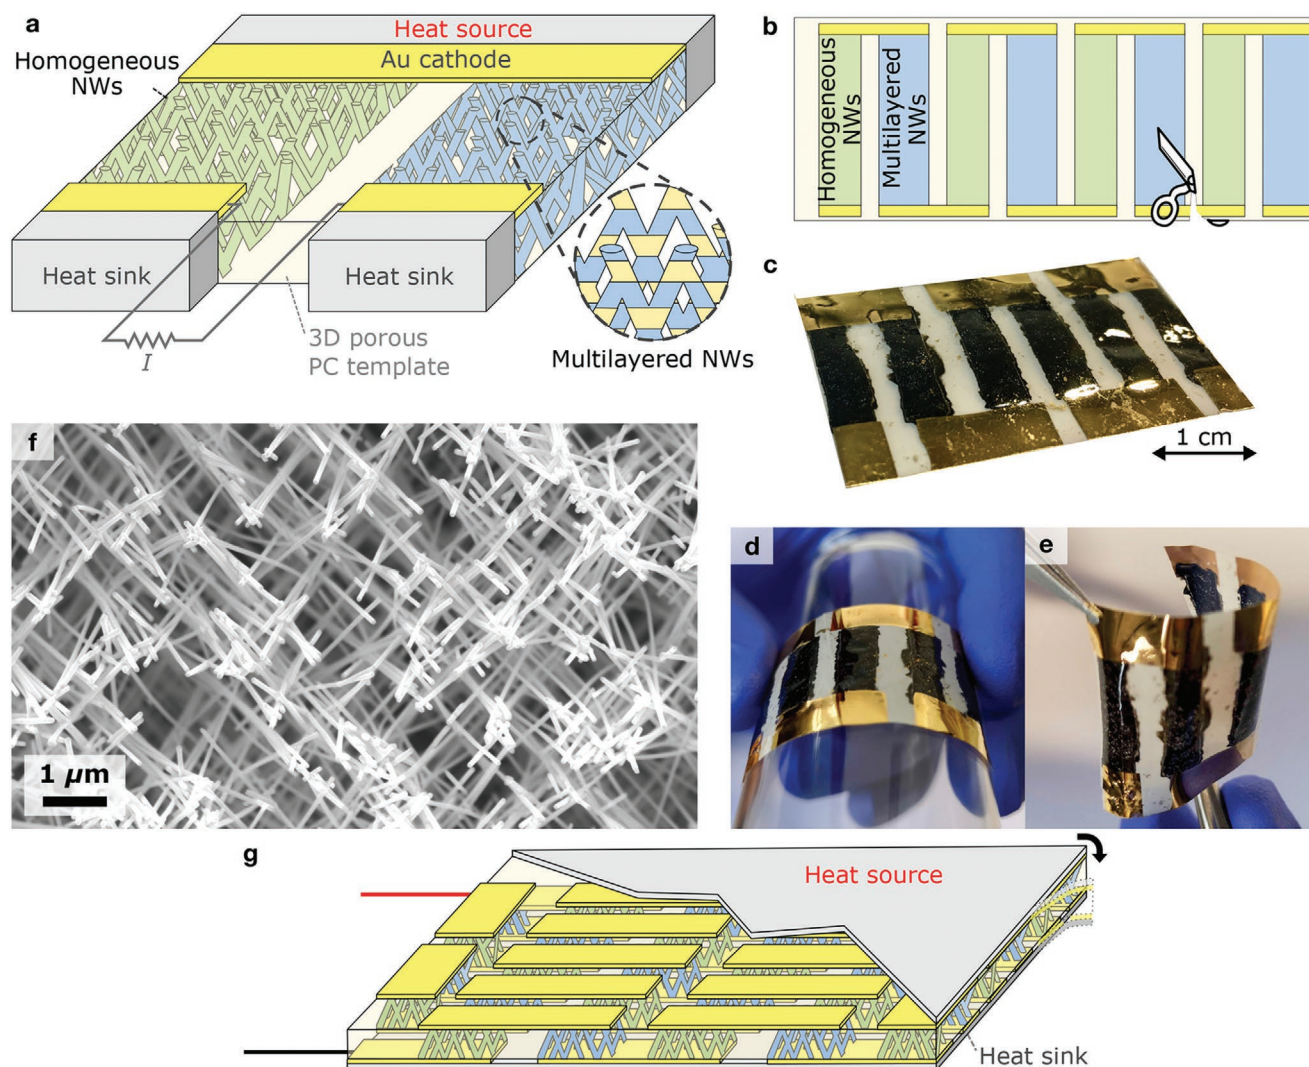 a
Heat source
Au cathode
Homogeneous
NWs
Heat sink
Heat sink
I
3D porous
PC template
Multilayered NWs
b
Homogeneous
NWs
Multilayered
NWs
c
1 cm
f
1 µm
d
e
g
Heat source
Heat sink